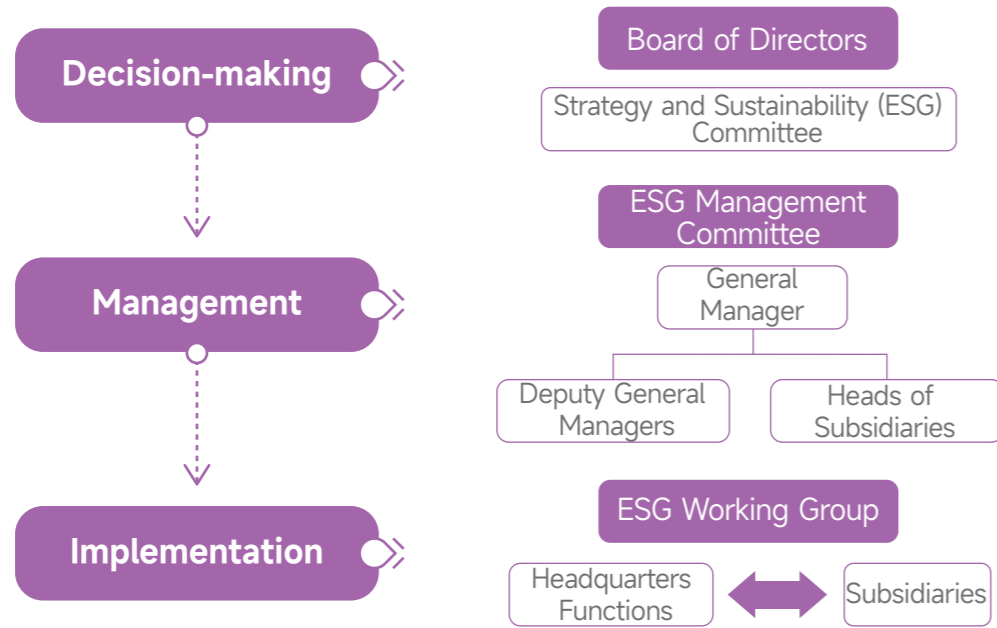 Decision-making
Board of Directors
Strategy and Sustainability (ESG)
Committee
Management
ESG Management
Committee
General
Manager
Deputy General
Managers
Heads of
Subsidiaries
Implementation
ESG Working Group
Headquarters
Functions
Subsidiaries